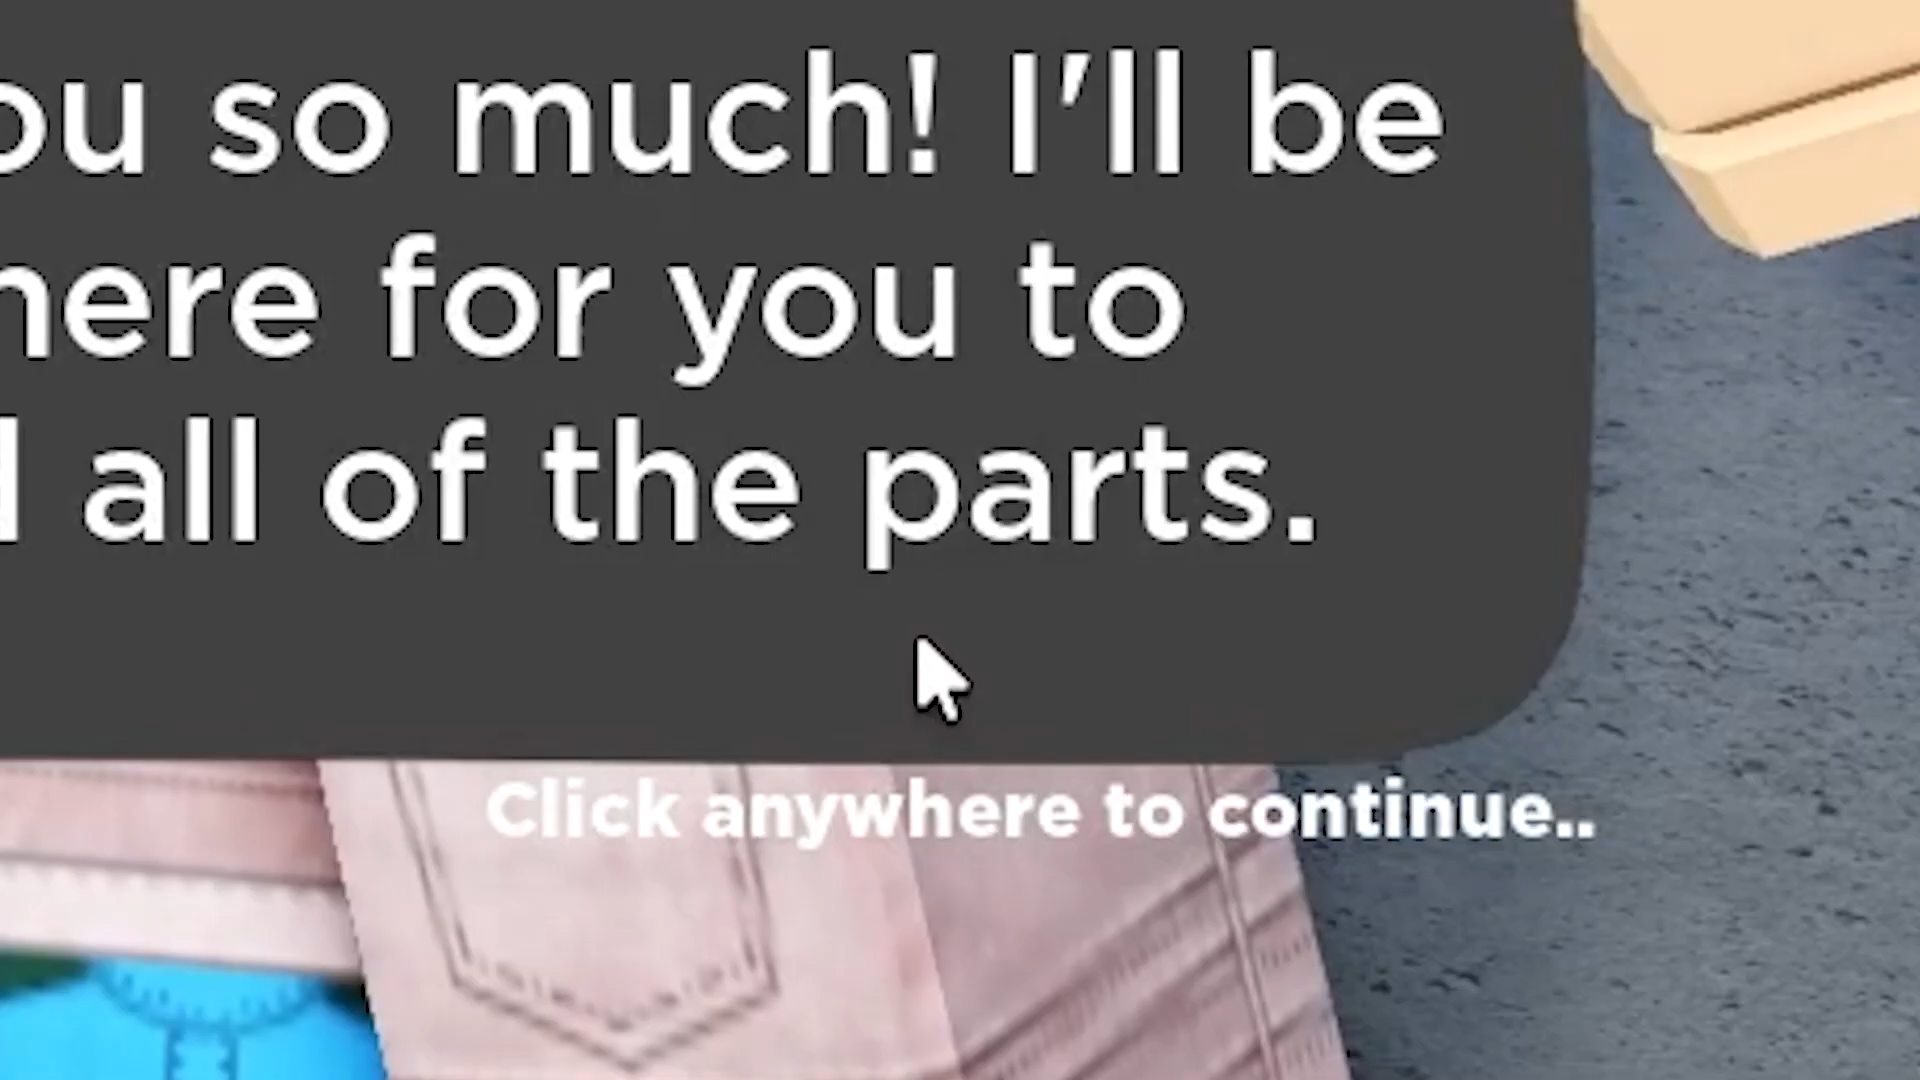 ou so much! I'll be
here for you to
all of the parts.
Click anywhere to continue..